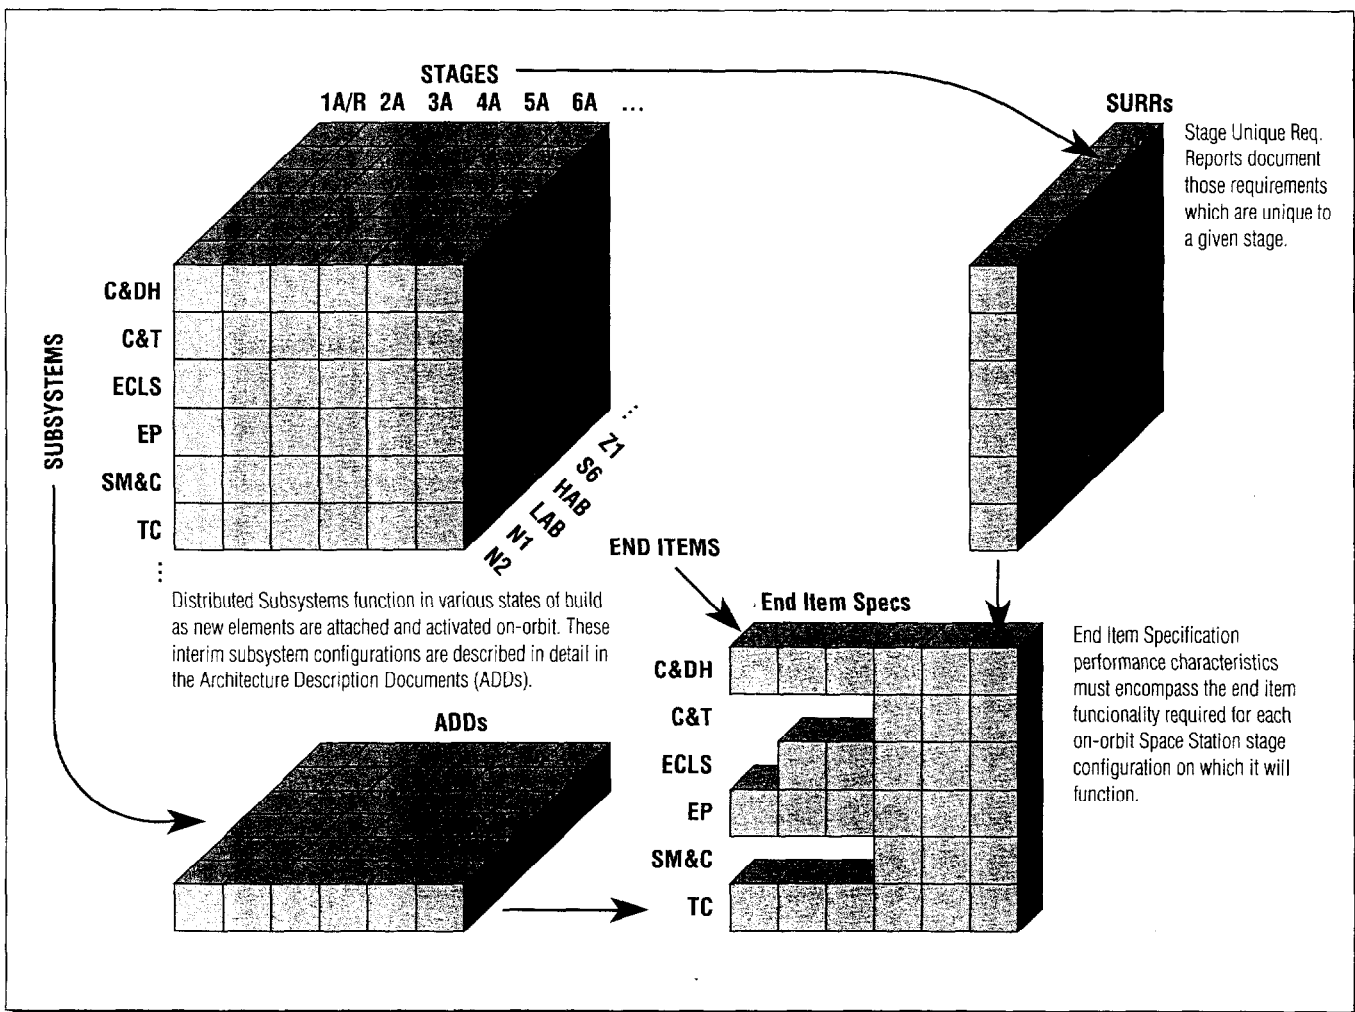 STAGES
1A/R 2A 3A 4A 5A 6A ...
SURRs
Stage Unique Req.
Reports document
those requirements
which are unique to
a given stage.
SUBSYSTEMS
C&DH
C&T
ECLS
EP
SM&C
TC
...
...
Z1
S6
HAB
LAB
N1
N2
Distributed Subsystems function in various states of build
as new elements are attached and activated on-orbit. These
interim subsystem configurations are described in detail in
the Architecture Description Documents (ADDs).
ADDs
END ITEMS
End Item Specs
C&DH
C&T
ECLS
EP
SM&C
TC
End Item Specification
performance characteristics
must encompass the end item
funcionality required for each
on-orbit Space Station stage
configuration on which it will
function.